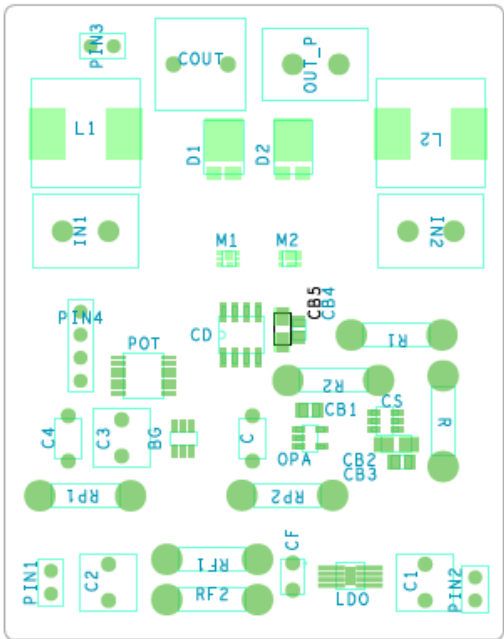 PIN3
COUT
OUT_P
L1
D1
D2
L2
IN1
IN2
M1
M2
CB5
CB4
PIN4
CD
R1
POT
R2
CS
CB1
R
C4
C3
BG
C
OPA
CB2
CB3
RP1
RP2
CF
RF1
PIN1
C2
RF2
LDO
C1
PIN2